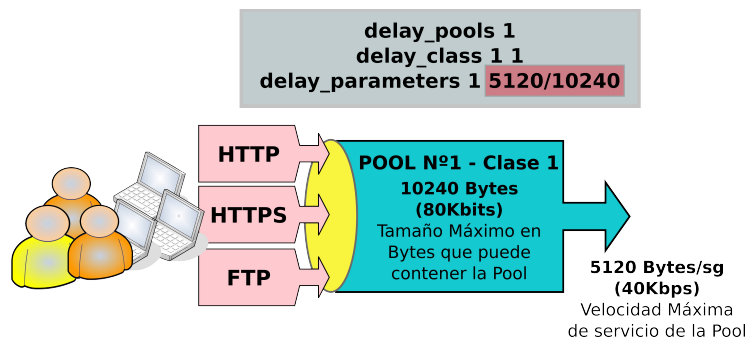 delay_pools 1
delay_class 1 1
delay_parameters 1 5120/10240
HTTP
HTTPS
FTP
POOL Nº1 - Clase 1
10240 Bytes
(80Kbits)
Tamaño Máximo en
Bytes que puede
contener la Pool
5120 Bytes/sg
(40Kbps)
Velocidad Máxima
de servicio de la Pool